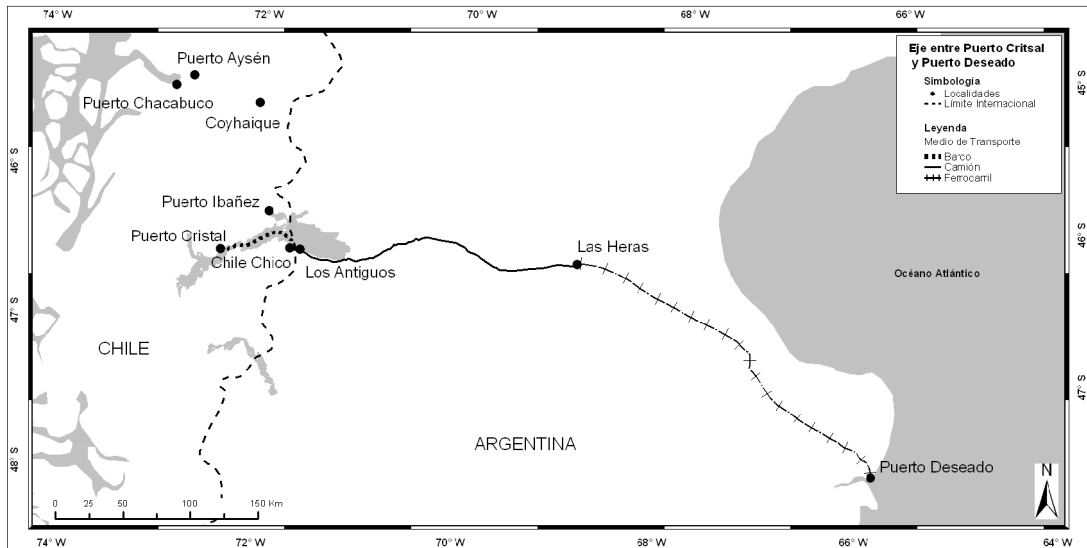 74° W
72° W
70° W
68° W
66° W
Eje entre Puerto Critsal
y Puerto Deseado
Simbología
Localidades
Límite Internacional
Leyenda
Medio de Transporte
Barco
Camión
Ferrocarril
45° S
46° S
47° S
48° S
45° S
46° S
47° S
Puerto Aysén
Puerto Chacabuco
Coyhaique
Puerto Ibañez
Puerto Cristal
Chile Chico
Los Antiguos
Las Heras
Océano Atlántico
CHILE
ARGENTINA
Puerto Deseado
N
0 25 50 100 150 Km
74° W
72° W
70° W
68° W
66° W
64° W